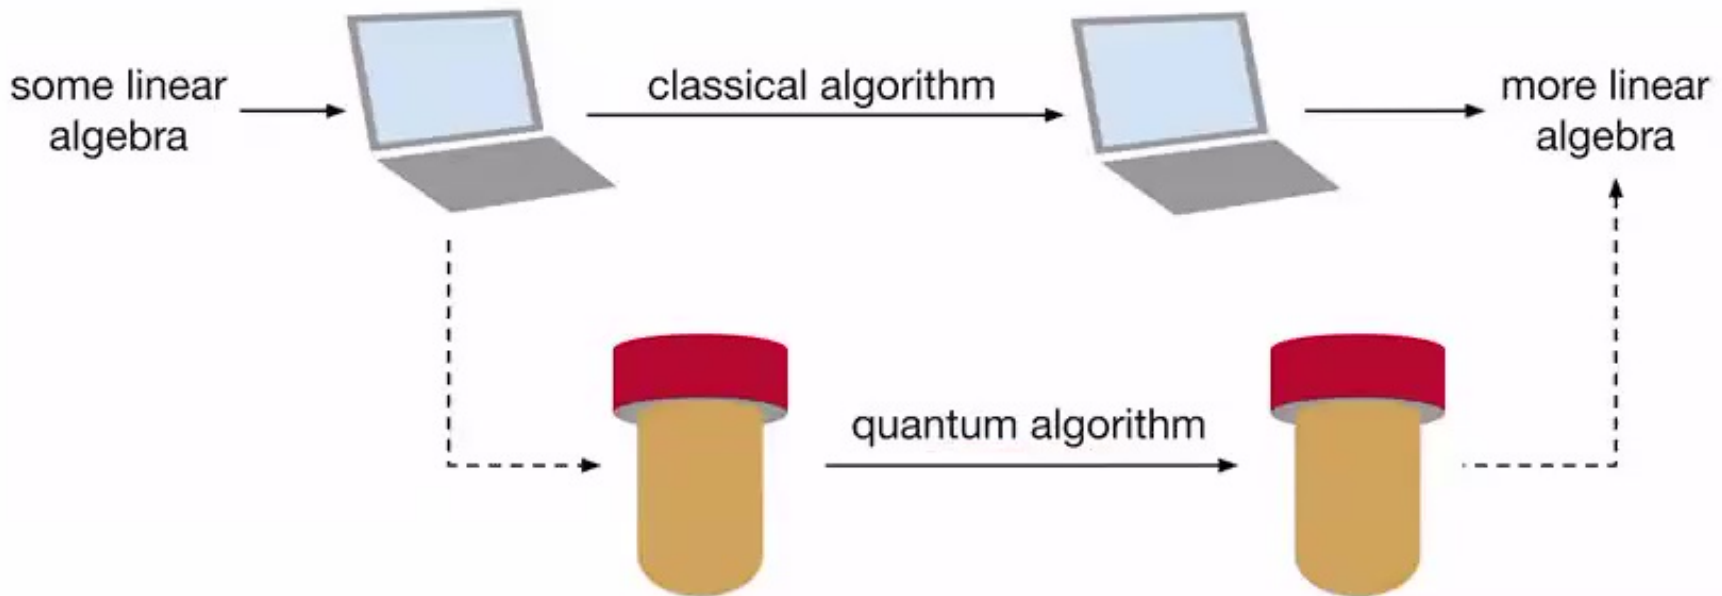 some linear
algebra
classical algorithm
more linear
algebra
quantum algorithm